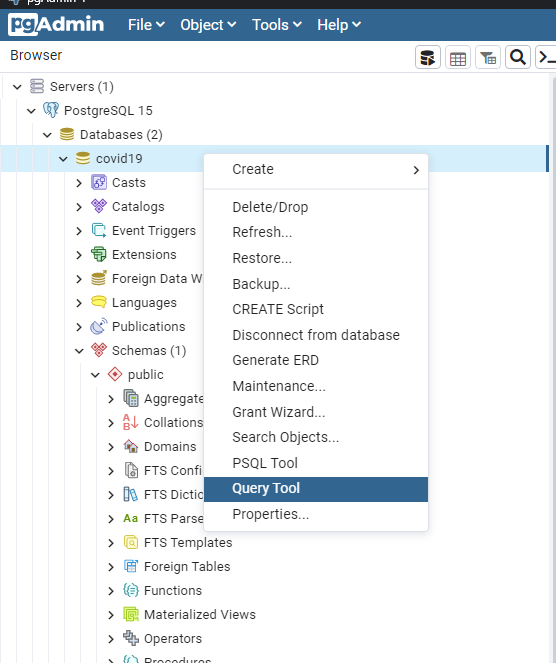 pgAdmin File Object Tools Help
Browser
Servers (1)
PostgreSQL 15
Databases (2)
covid19
Casts
Catalogs
Event Triggers
Extensions
Foreign Data W
Languages
Publications
Schemas (1)
public
Aggregate
Collations
Domains
FTS Confi
FTS Dictio
FTS Parse
FTS Templates
Foreign Tables
Functions
Materialized Views
Operators
Procedures
Create
Delete/Drop
Refresh...
Restore...
Backup...
CREATE Script
Disconnect from database
Generate ERD
Maintenance...
Grant Wizard...
Search Objects...
PSQL Tool
Query Tool
Properties...